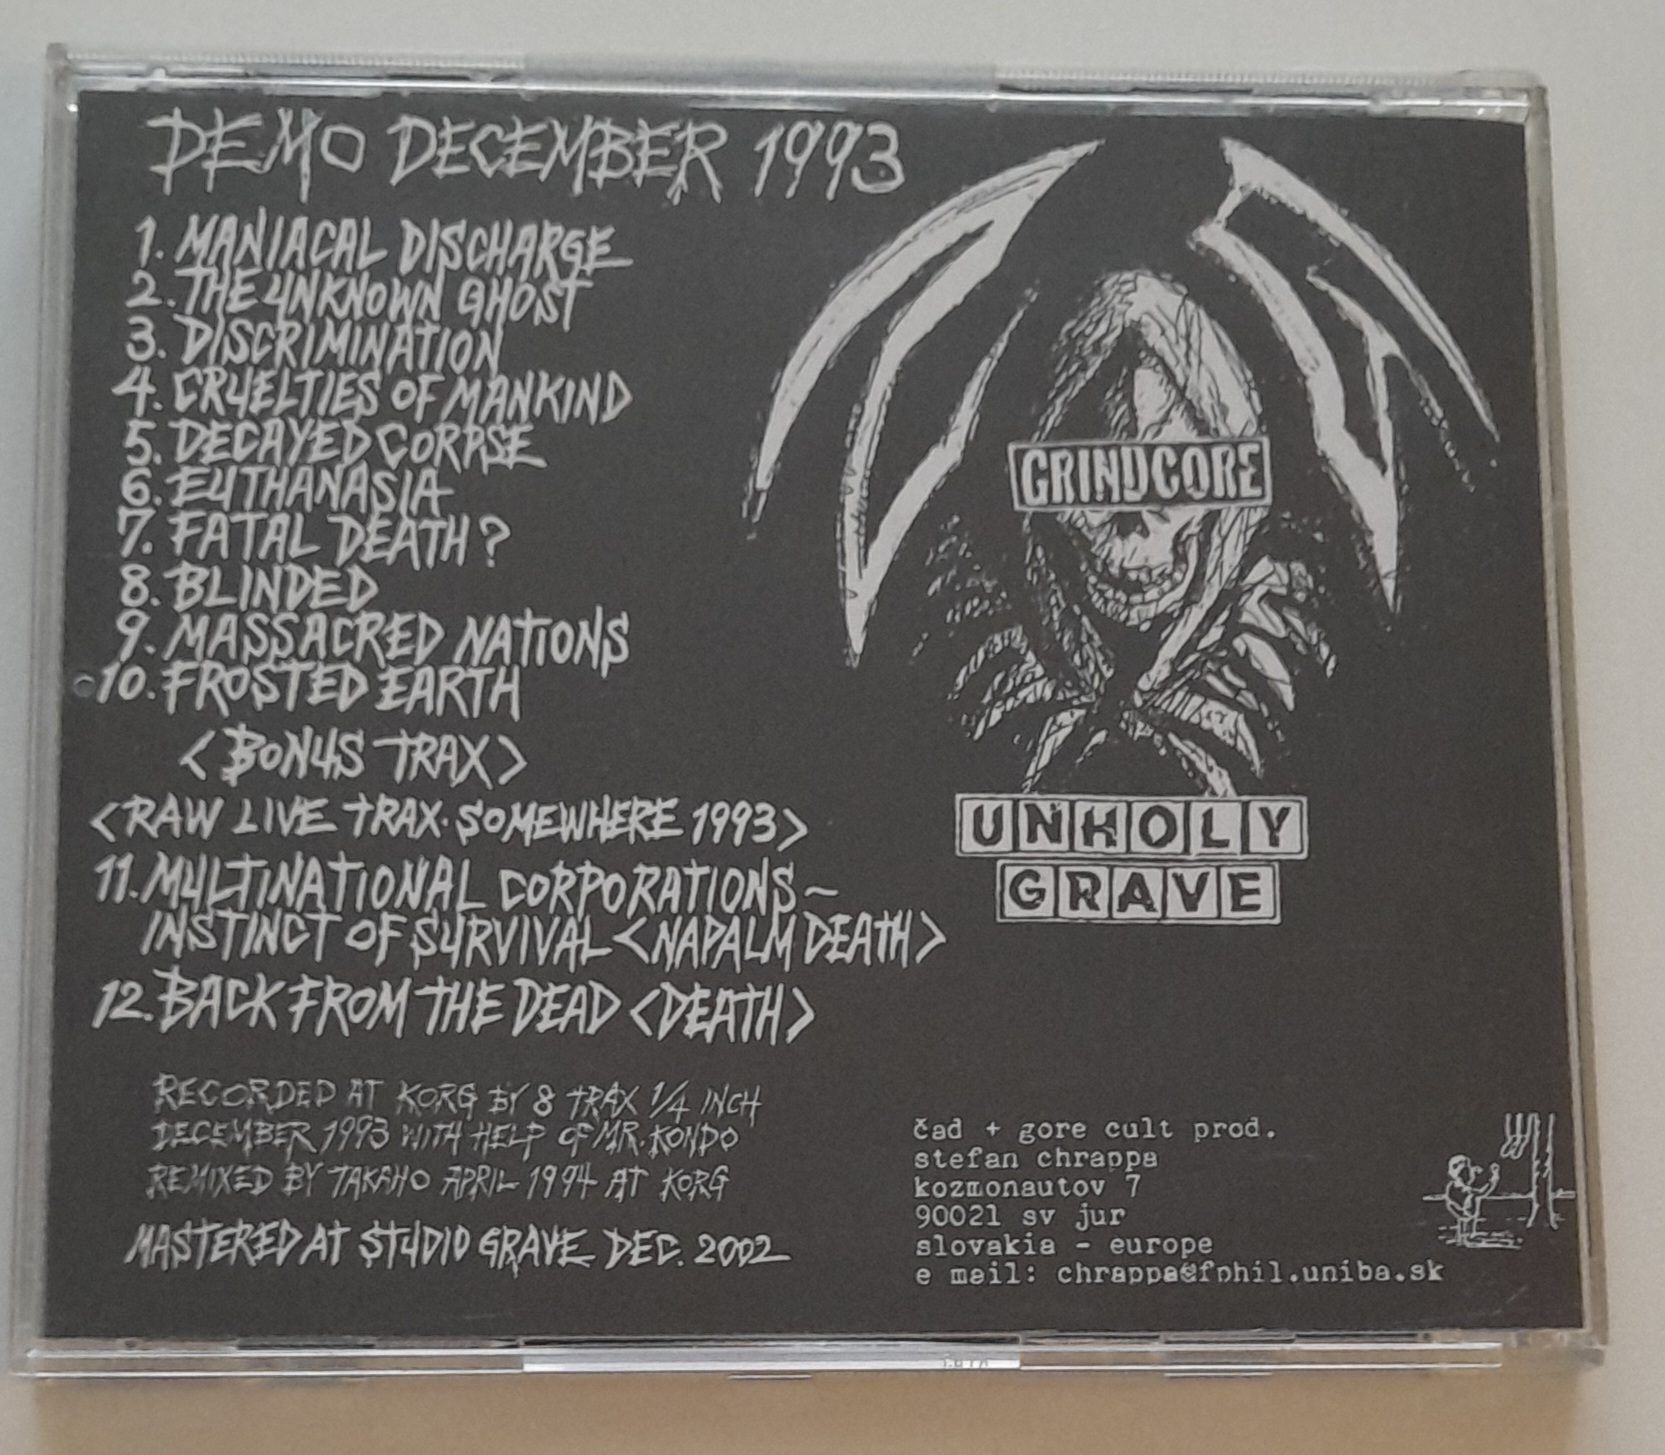 DEMO DECEMBER 1993
1. MANIACAL DISCHARGE
2. THE UNKNOWN GHOST
3. DISCRIMINATION
4. CRUELTIES OF MANKIND
5. DECAYED CORPSE
6. EUTHANASIA
7. FATAL DEATH?
8. BLINDED
9. MASSACRED NATIONS
10. FROSTED EARTH
<BONUS TRAX>
<RAW LIVE TRAX. SOMEWHERE 1993>
11. MULTINATIONAL CORPORATIONS~
INSTINCT OF SURVIVAL <NAPALM DEATH>
12. BACK FROM THE DEAD <DEATH>
RECORDED AT KORG BY 8 TRAX 1/4 INCH
DECEMBER 1993 WITH HELP OF MR. KONDO
REMIXED BY TAKAHO APRIL 1994 AT KORG
MASTERED AT STUDIO GRAVE DEC. 2002
GRINDCORE
UNHOLY
GRAVE
čad + gore cult prod.
stefan chrappa
kozmonautov 7
90021 sv jur
slovakia - europe
e mail: chrappa@fphil.uniba.sk